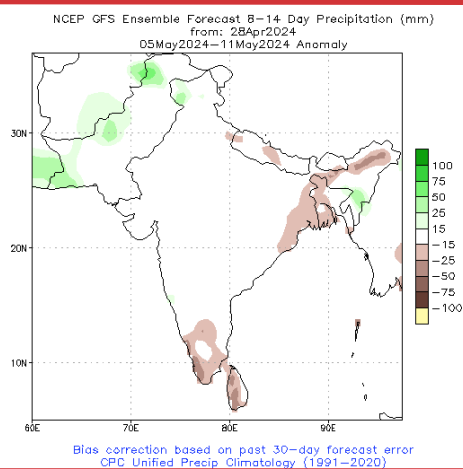 NCEP GFS Ensemble Forecast 8–14 Day Precipitation (mm)
from: 28Apr2024
05May2024–11May2024 Anomaly
30N
20N
10N
60E 70E 80E 90E
100
75
50
25
15
−15
−25
−50
−75
−100
Bias correction based on past 30–day forecast error
CPC Unified Precip Climatology (1991–2020)